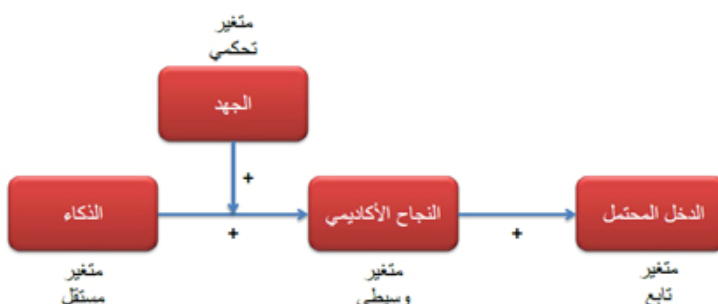 متغير
تحكمي
الجهد
+
الدخل المحتمل
النجاح الأكاديمي
الذكاء
+
+
متغير
تابع
متغير
وسيطي
متغير
مستقل